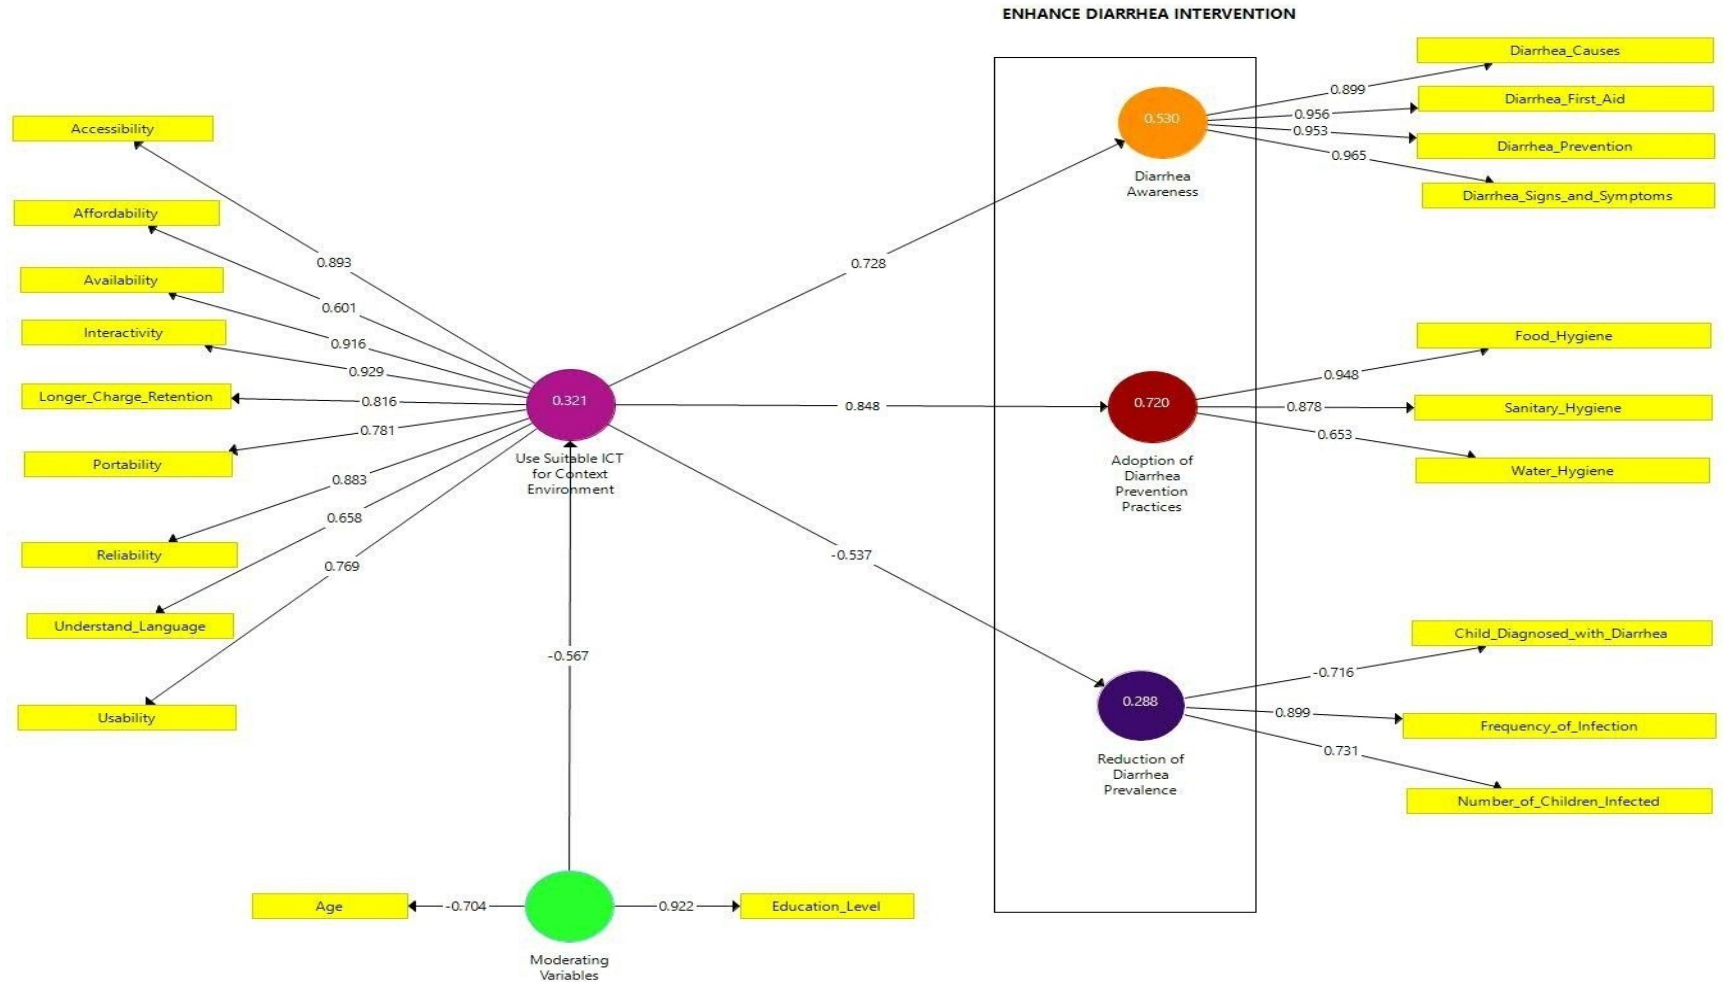 ENHANCE DIARRHEA INTERVENTION
Accessibility
Affordability
Availability
Interactivity
Longer_Charge_Retention
Portability
Reliability
Understand_Language
Usability
0.893
0.601
0.916
0.929
0.816
0.781
0.883
0.658
0.769
0.321
Use Suitable ICT
for Context
Environment
-0.567
Age
-0.704
0.922
Education_Level
Moderating
Variables
0.728
0.848
-0.537
0.530
Diarrhea
Awareness
0.899
0.956
0.953
0.965
Diarrhea_Causes
Diarrhea_First_Aid
Diarrhea_Prevention
Diarrhea_Signs_and_Symptoms
0.720
Adoption of
Diarrhea
Prevention
Practices
0.948
0.878
0.653
Food_Hygiene
Sanitary_Hygiene
Water_Hygiene
0.288
Reduction of
Diarrhea
Prevalence
-0.716
0.899
0.731
Child_Diagnosed_with_Diarrhea
Frequency_of_Infection
Number_of_Children_Infected